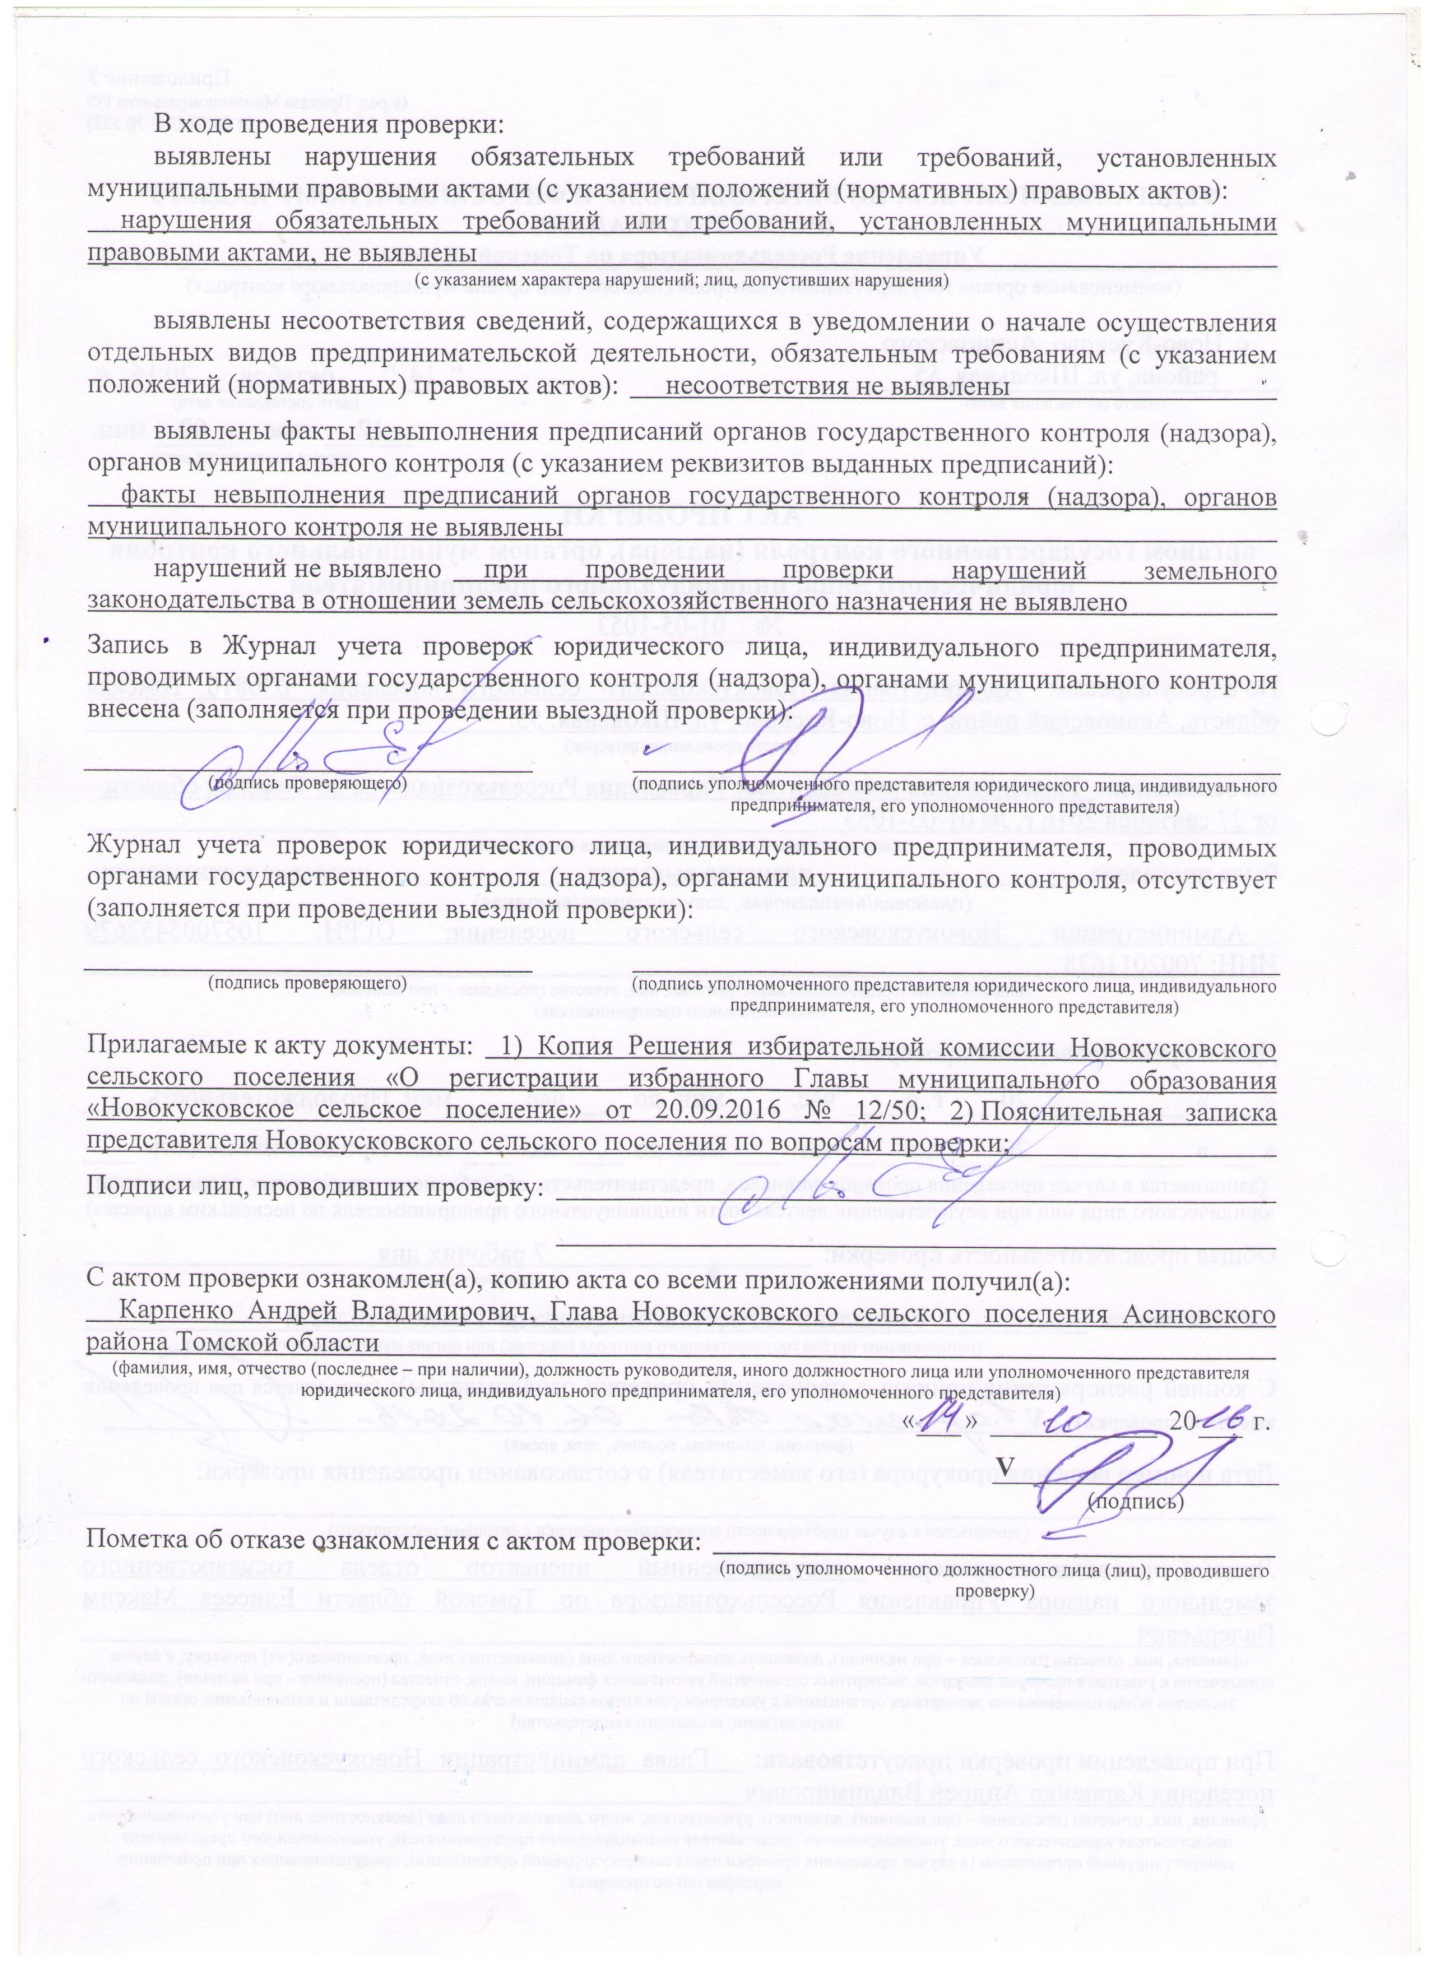 В ходе проведения проверки:
выявлены нарушения обязательных требований или требований, установленных
муниципальными правовыми актами (с указанием положений (нормативных) правовых актов):
нарушения обязательных требований или требований, установленных муниципальными
правовыми актами, не выявлены
(с указанием характера нарушений; лиц, допустивших нарушения)
выявлены несоответствия сведений, содержащихся в уведомлении о начале осуществления
отдельных видов предпринимательской деятельности, обязательным требованиям (с указанием
положений (нормативных) правовых актов): несоответствия не выявлены
выявлены факты невыполнения предписаний органов государственного контроля (надзора),
органов муниципального контроля (с указанием реквизитов выданных предписаний):
факты невыполнения предписаний органов государственного контроля (надзора), органов
муниципального контроля не выявлены
нарушений не выявлено при проведении проверки нарушений земельного
законодательства в отношении земель сельскохозяйственного назначения не выявлено
Запись в Журнал учета проверок юридического лица, индивидуального предпринимателя,
проводимых органами государственного контроля (надзора), органами муниципального контроля
внесена (заполняется при проведении выездной проверки):
(подпись проверяющего) (подпись уполномоченного представителя юридического лица, индивидуального
предпринимателя, его уполномоченного представителя)
Журнал учета проверок юридического лица, индивидуального предпринимателя, проводимых
органами государственного контроля (надзора), органами муниципального контроля, отсутствует
(заполняется при проведении выездной проверки):
(подпись проверяющего) (подпись уполномоченного представителя юридического лица, индивидуального
предпринимателя, его уполномоченного представителя)
Прилагаемые к акту документы: 1) Копия Решения избирательной комиссии Новокусковского
сельского поселения «О регистрации избранного Главы муниципального образования
«Новокусковское сельское поселение» от 20.09.2016 № 12/50; 2) Пояснительная записка
представителя Новокусковского сельского поселения по вопросам проверки;
Подписи лиц, проводивших проверку:
С актом проверки ознакомлен(а), копию акта со всеми приложениями получил(а):
Карпенко Андрей Владимирович, Глава Новокусковского сельского поселения Асиновского
района Томской области
(фамилия, имя, отчество (последнее – при наличии), должность руководителя, иного должностного лица или уполномоченного представителя
юридического лица, индивидуального предпринимателя, его уполномоченного представителя)
«14» 10 2016 г.
V
(подпись)
Пометка об отказе ознакомления с актом проверки:
(подпись уполномоченного должностного лица (лиц), проводившего
проверку)